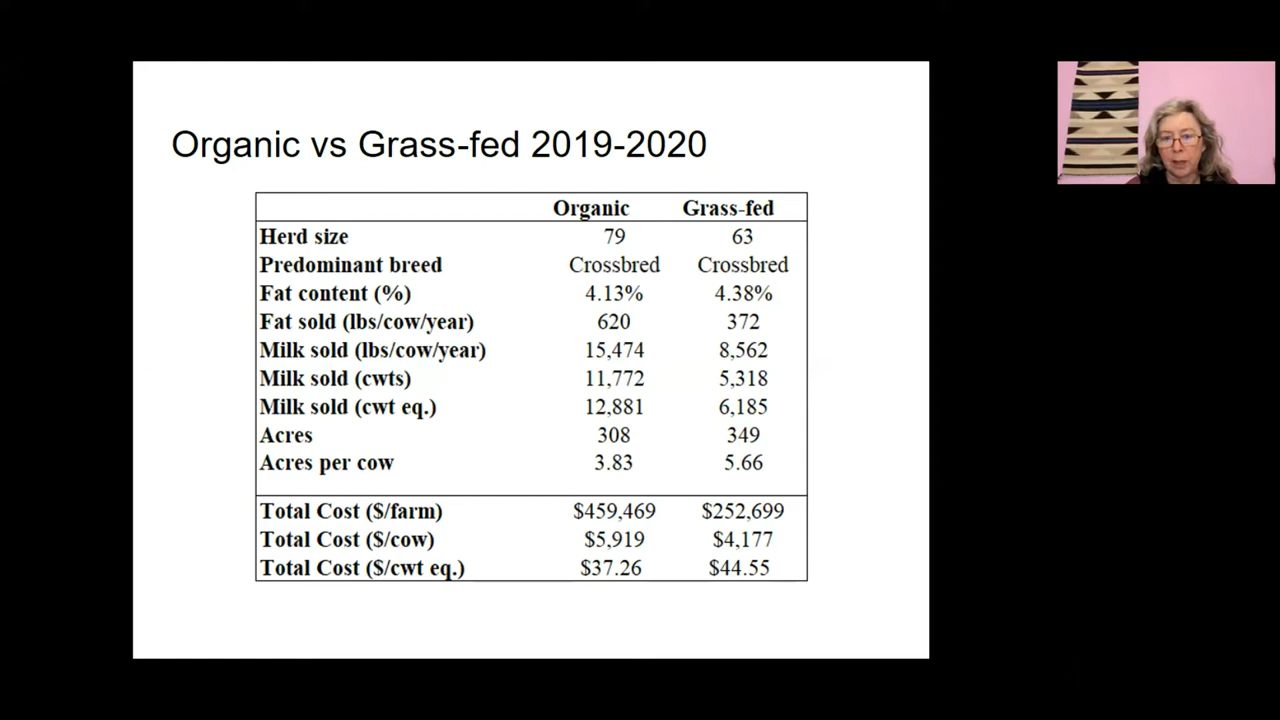 Organic vs Grass-fed 2019-2020
Organic Grass-fed
Herd size 79 63
Predominant breed Crossbred Crossbred
Fat content (%) 4.13% 4.38%
Fat sold (lbs/cow/year) 620 372
Milk sold (lbs/cow/year) 15,474 8,562
Milk sold (cwts) 11,772 5,318
Milk sold (cwt eq.) 12,881 6,185
Acres 308 349
Acres per cow 3.83 5.66
Total Cost ($/farm) $459,469 $252,699
Total Cost ($/cow) $5,919 $4,177
Total Cost ($/cwt eq.) $37.26 $44.55